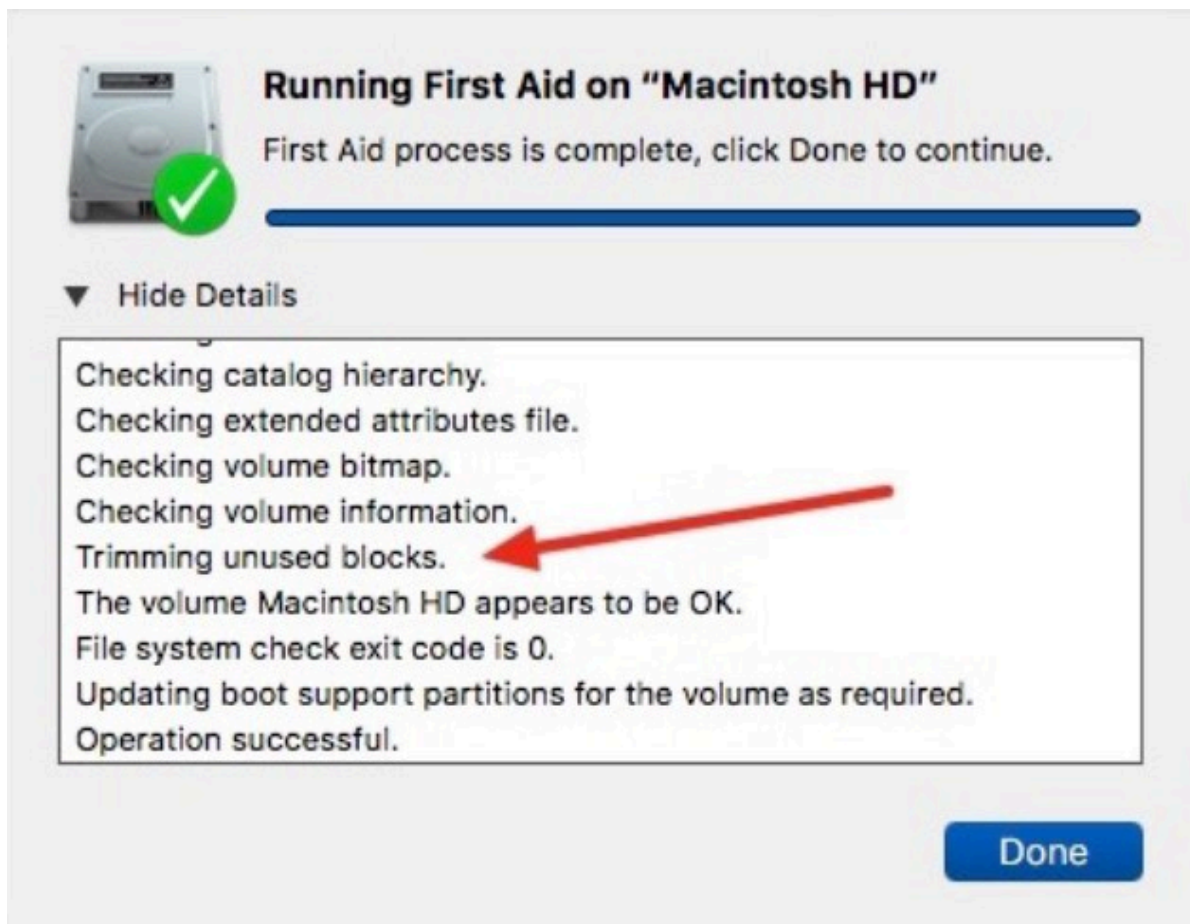 Running First Aid on “Macintosh HD”
First Aid process is complete, click Done to continue.
Hide Details
Checking catalog hierarchy.
Checking extended attributes file.
Checking volume bitmap.
Checking volume information.
Trimming unused blocks.
The volume Macintosh HD appears to be OK.
File system check exit code is 0.
Updating boot support partitions for the volume as required.
Operation successful.
Done